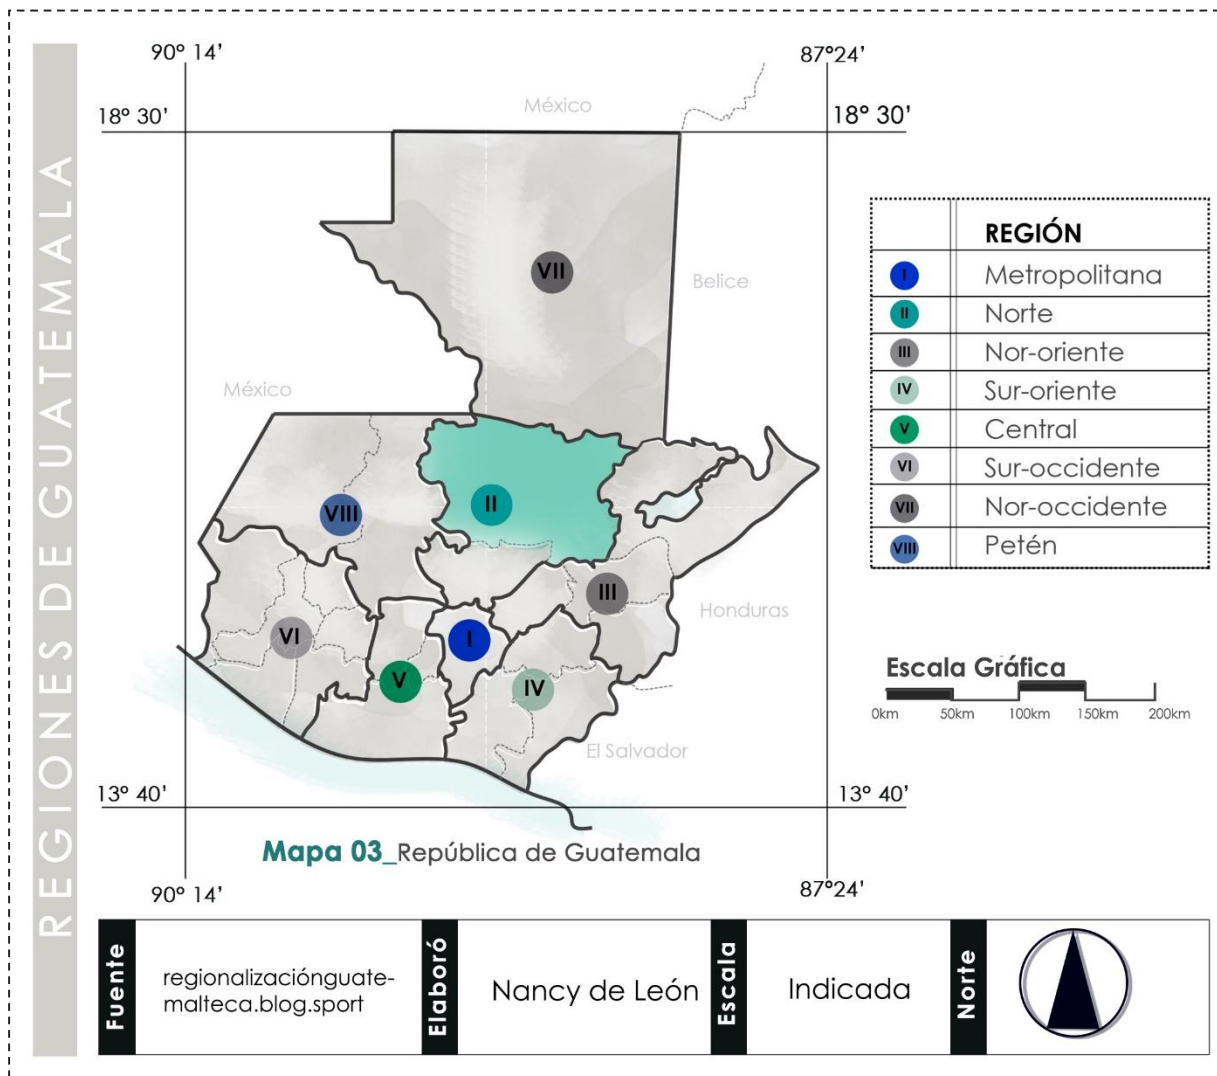 REGIONES DE GUATEMALA
90° 14’
87°24’
18° 30’
18° 30’
México
VII
Belice
México
REGIÓN
I Metropolitana
II Norte
III Nor-oriente
IV Sur-oriente
V Central
VI Sur-occidente
VII Nor-occidente
VIII Petén
II
VIII
III
Honduras
VI
I
V
IV
El Salvador
Escala Gráfica
0km 50km 100km 150km 200km
13° 40’
13° 40’
Mapa 03_República de Guatemala
90° 14’
87°24’
Fuente
regionalizaciónguate-
malteca.blog.sport
Elaboró
Nancy de León
Escala
Indicada
Norte